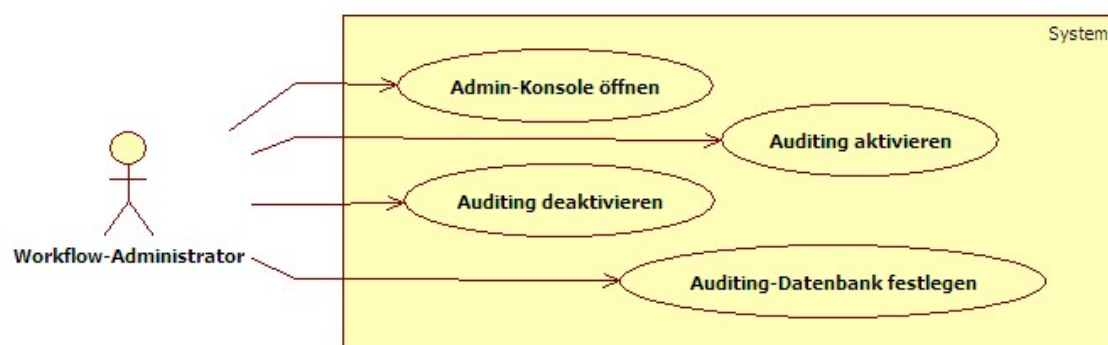 System
Admin-Konsole öffnen
Auditing aktivieren
Auditing deaktivieren
Workflow-Administrator
Auditing-Datenbank festlegen